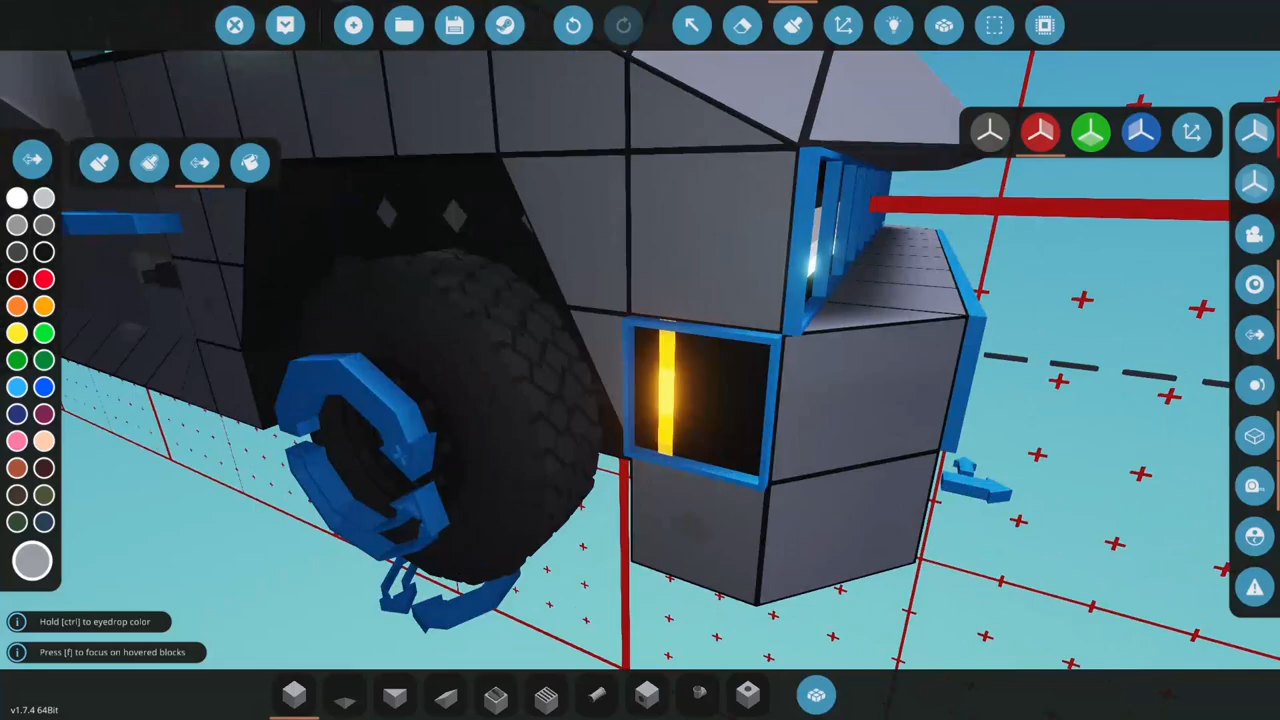 Hold [ctrl] to eyedrop color
Press [f] to focus on hovered blocks
v1.7.4 64Bit